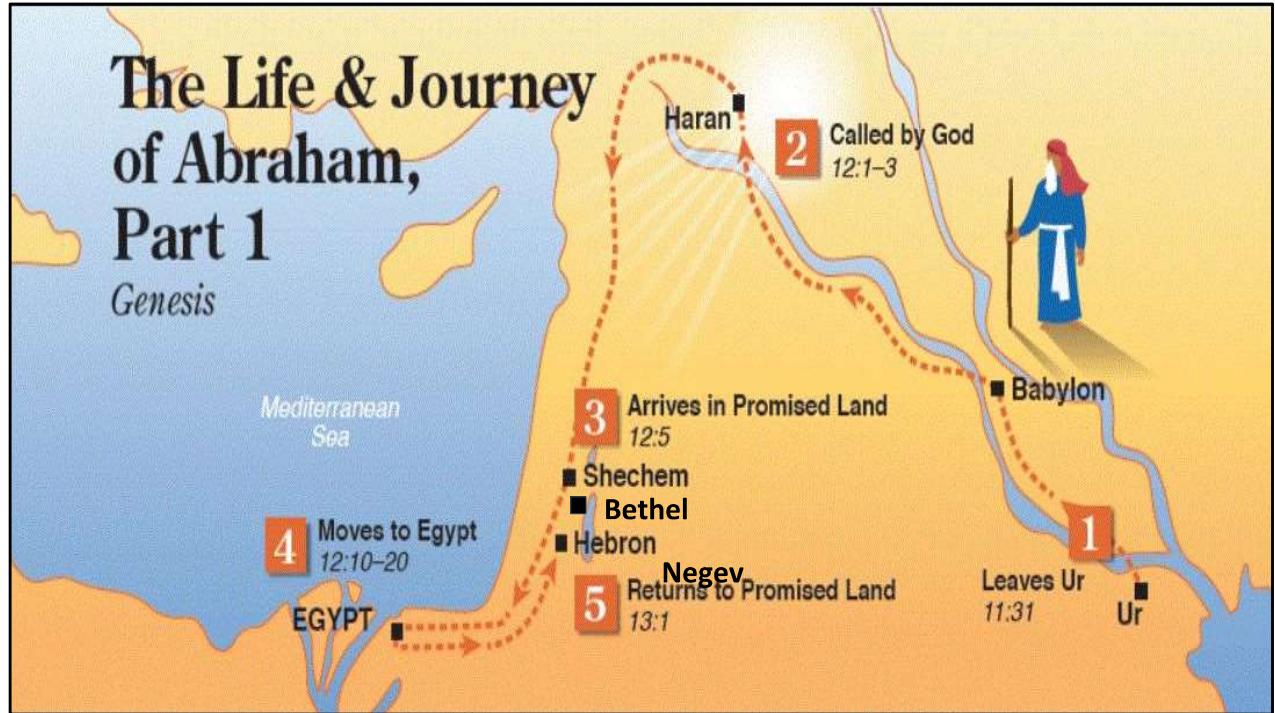 The Life & Journey
of Abraham,
Part 1
Genesis
Haran
2
Called by God
12:1–3
Babylon
Mediterranean
Sea
3
Arrives in Promised Land
12:5
Shechem
Bethel
4
Moves to Egypt
12:10–20
Hebron
Negev
1
5
Returns to Promised Land
13:1
Leaves Ur
11:31
Ur
EGYPT